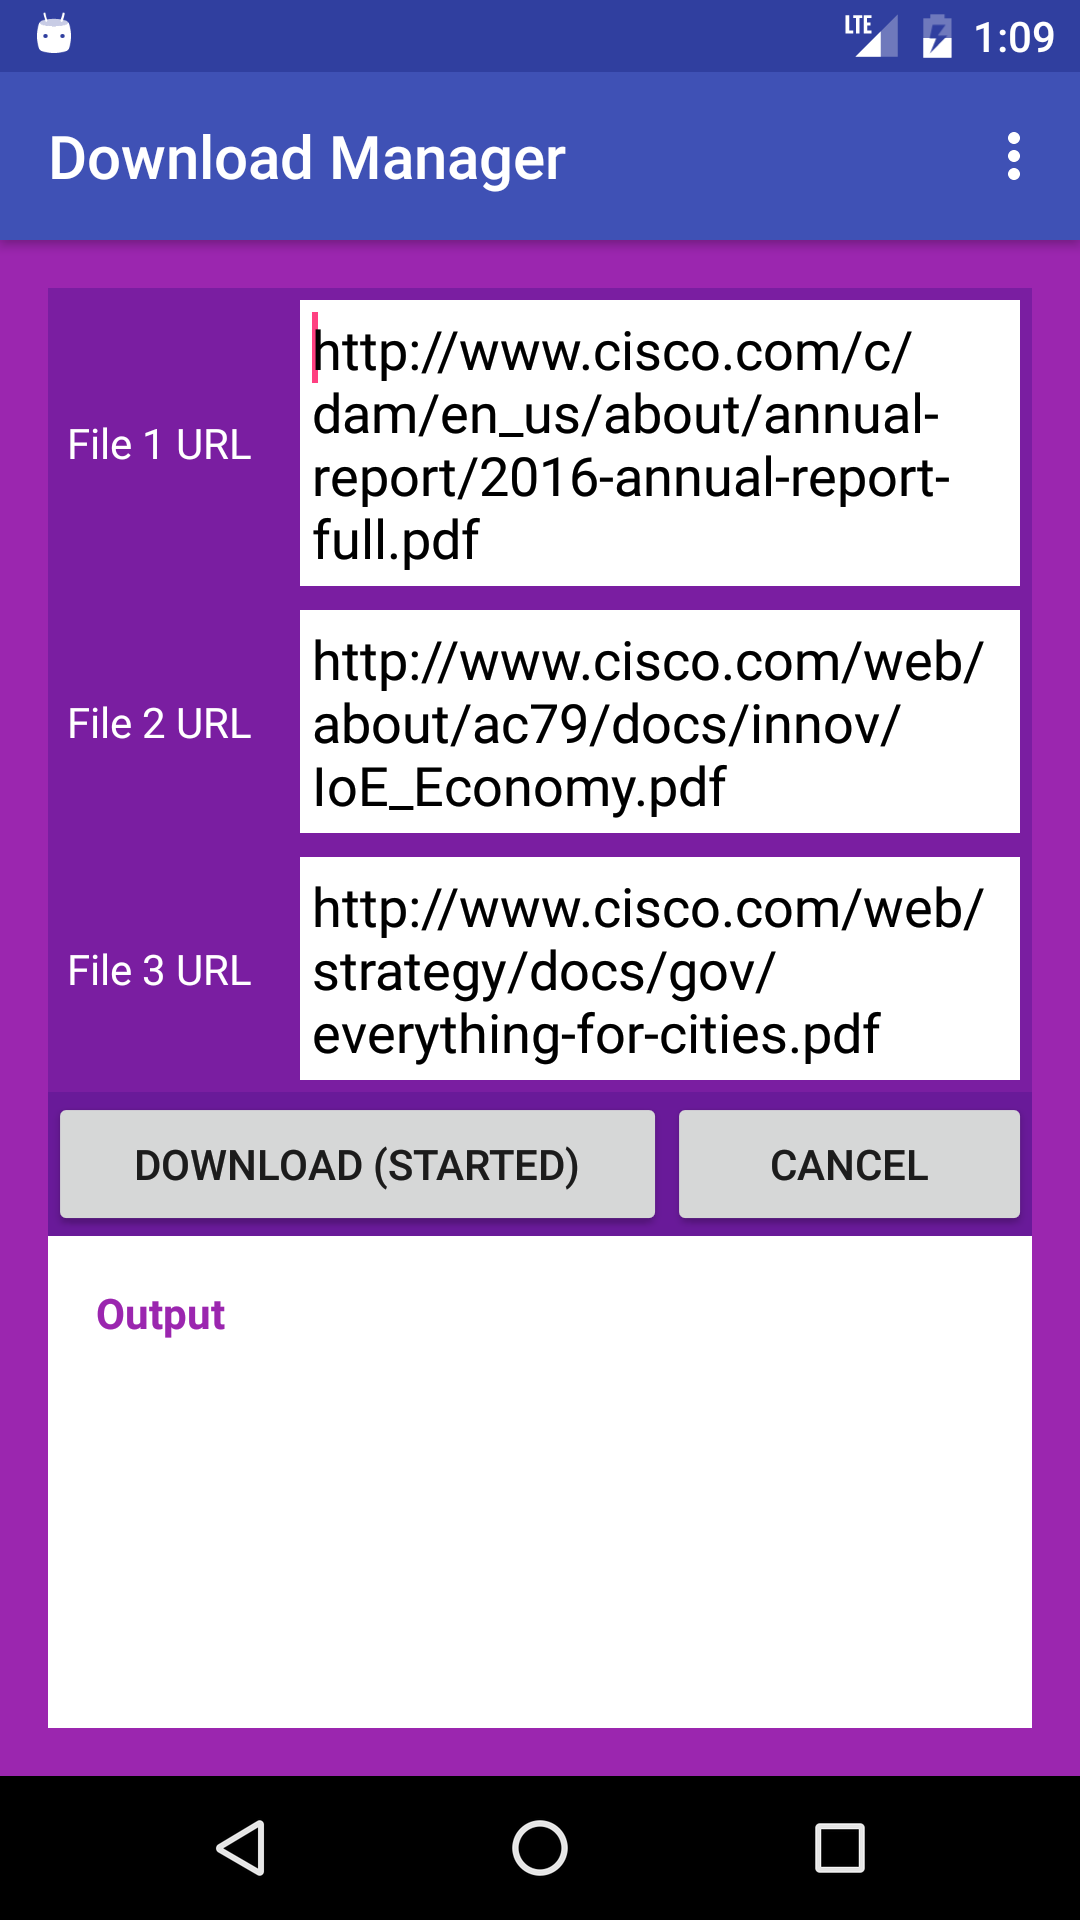 LTE 1:09
Download Manager
File 1 URL
http://www.cisco.com/c/
dam/en_us/about/annual-
report/2016-annual-report-
full.pdf
File 2 URL
http://www.cisco.com/web/
about/ac79/docs/innov/
IoE_Economy.pdf
File 3 URL
http://www.cisco.com/web/
strategy/docs/gov/
everything-for-cities.pdf
DOWNLOAD (STARTED) CANCEL
Output